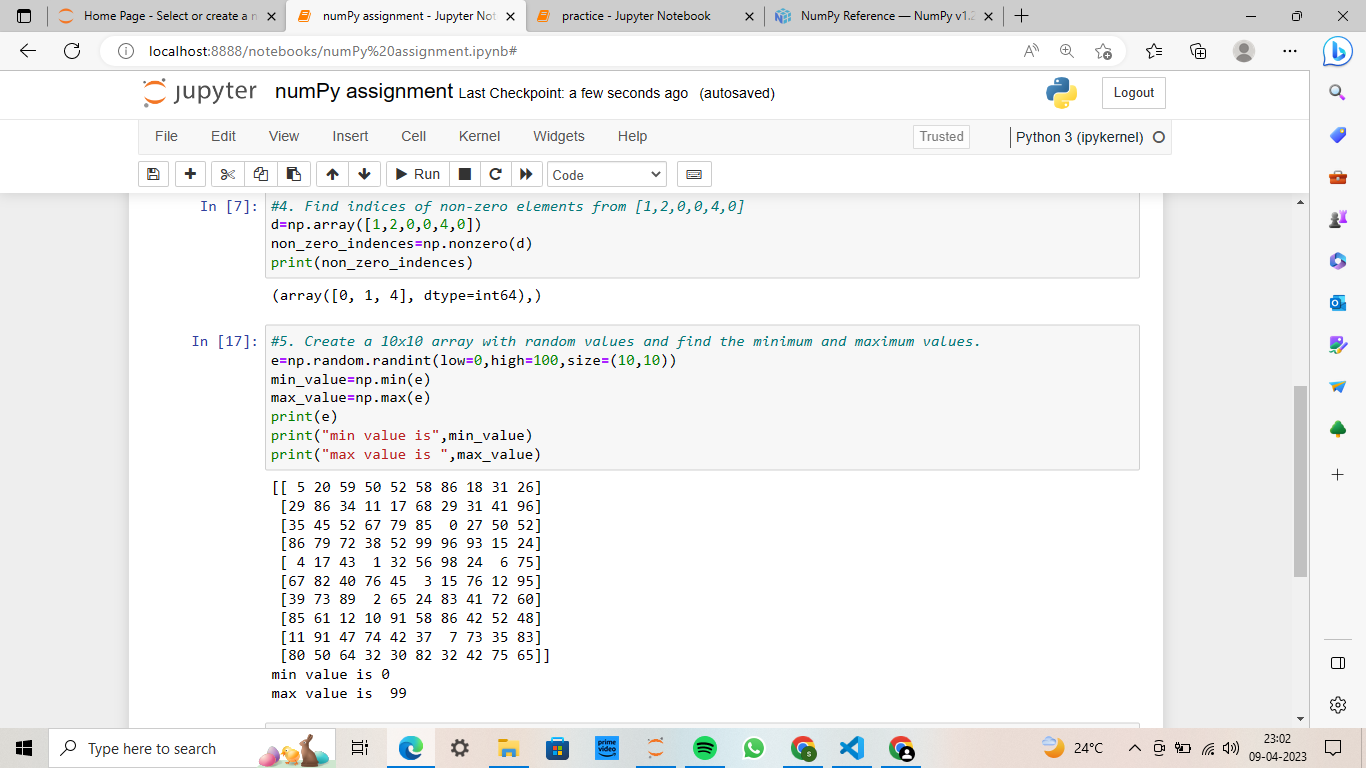 Home Page - Select or create a n
numPy assignment - Jupyter Not
practice - Jupyter Notebook
NumPy Reference — NumPy v1.2
localhost:8888/notebooks/numPy%20assignment.ipynb#
jupyter numPy assignment Last Checkpoint: a few seconds ago (autosaved)
Logout
File Edit View Insert Cell Kernel Widgets Help
Trusted
Python 3 (ipykernel)
Run
Code
In [7]: #4. Find indices of non-zero elements from [1,2,0,0,4,0]
d=np.array([1,2,0,0,4,0])
non_zero_indences=np.nonzero(d)
print(non_zero_indences)
(array([0, 1, 4], dtype=int64),)
In [17]: #5. Create a 10x10 array with random values and find the minimum and maximum values.
e=np.random.randint(low=0,high=100,size=(10,10))
min_value=np.min(e)
max_value=np.max(e)
print(e)
print("min value is",min_value)
print("max value is ",max_value)
[[ 5 20 59 50 52 58 86 18 31 26]
[29 86 34 11 17 68 29 31 41 96]
[35 45 52 67 79 85  0 27 50 52]
[86 79 72 38 52 99 96 93 15 24]
[ 4 17 43  1 32 56 98 24  6 75]
[67 82 40 76 45  3 15 76 12 95]
[39 73 89  2 65 24 83 41 72 60]
[85 61 12 10 91 58 86 42 52 48]
[11 91 47 74 42 37  7 73 35 83]
[80 50 64 32 30 82 32 42 75 65]]
min value is 0
max value is  99
Type here to search
prime video
24°C
23:02
09-04-2023